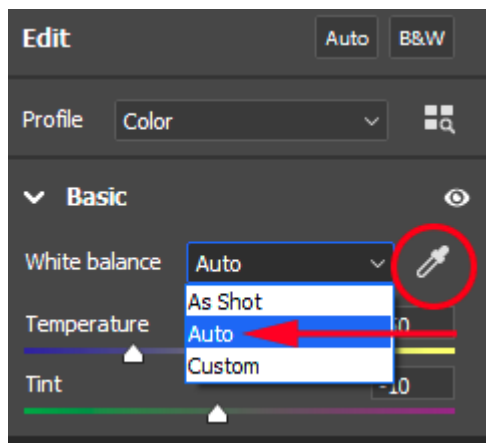 Edit Auto B&W
Profile Color
Basic
White balance Auto
As Shot
Temperature
Auto
Custom
Tint -10